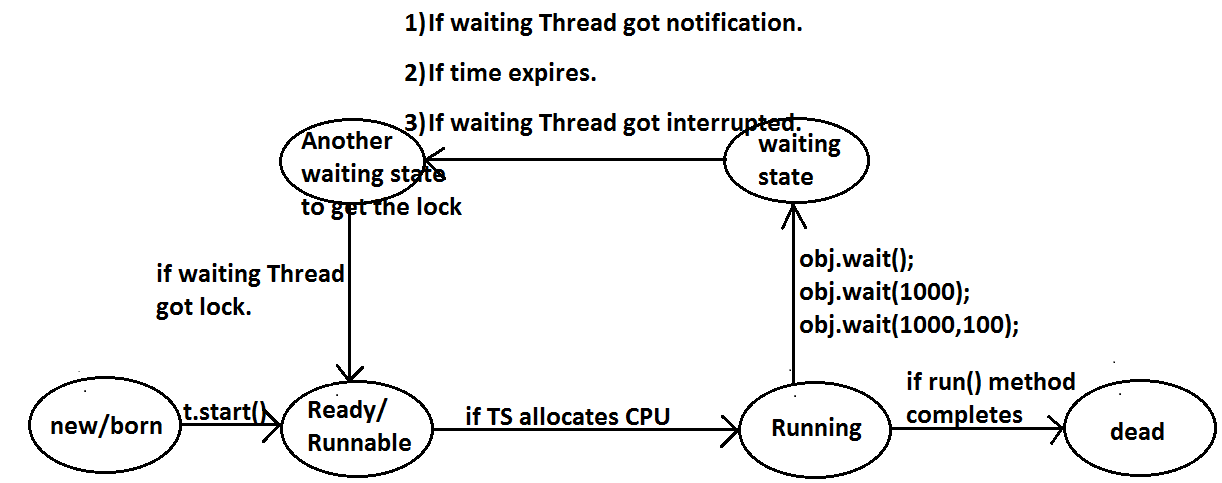 1)If waiting Thread got notification.
2)If time expires.
3)If waiting Thread got interrupted.
Another
waiting state
to get the lock
waiting
state
if waiting Thread
got lock.
obj.wait();
obj.wait(1000);
obj.wait(1000,100);
new/born
t.start()
Ready/
Runnable
if TS allocates CPU
Running
if run() method
completes
dead